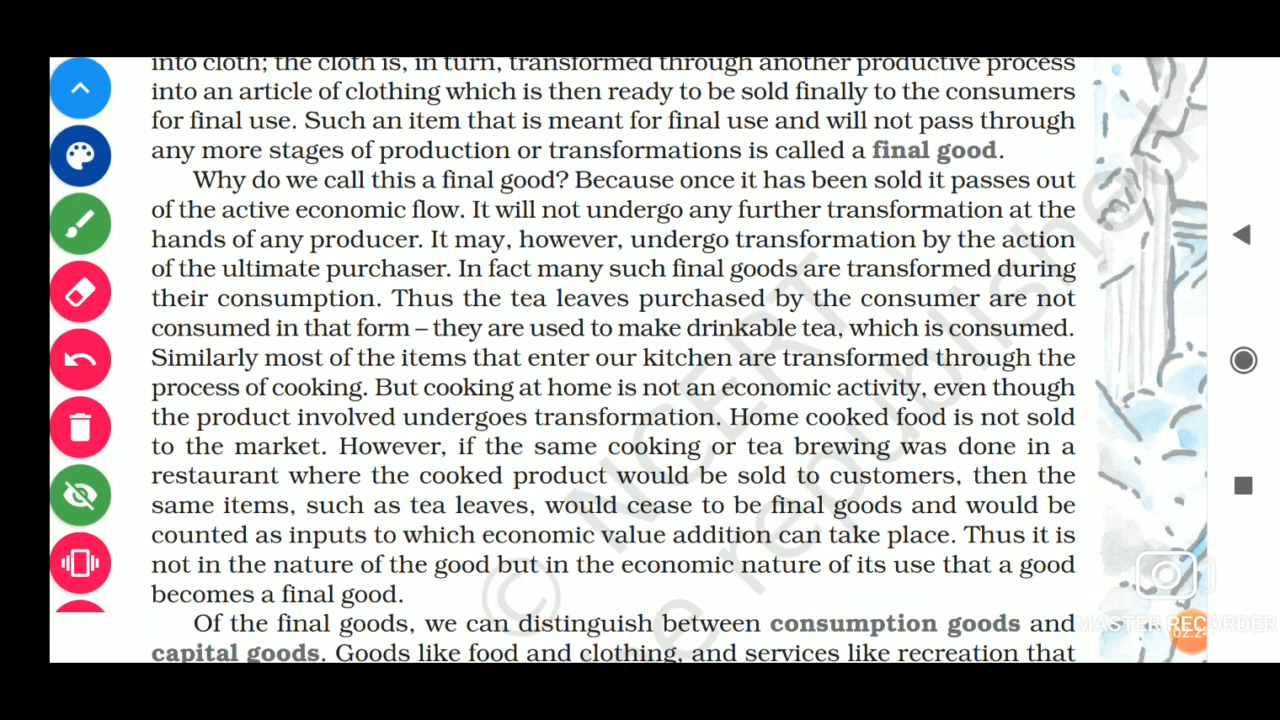 into cloth; the cloth is, in turn, transformed through another productive process
into an article of clothing which is then ready to be sold finally to the consumers
for final use. Such an item that is meant for final use and will not pass through
any more stages of production or transformations is called a final good.
Why do we call this a final good? Because once it has been sold it passes out
of the active economic flow. It will not undergo any further transformation at the
hands of any producer. It may, however, undergo transformation by the action
of the ultimate purchaser. In fact many such final goods are transformed during
their consumption. Thus the tea leaves purchased by the consumer are not
consumed in that form – they are used to make drinkable tea, which is consumed.
Similarly most of the items that enter our kitchen are transformed through the
process of cooking. But cooking at home is not an economic activity, even though
the product involved undergoes transformation. Home cooked food is not sold
to the market. However, if the same cooking or tea brewing was done in a
restaurant where the cooked product would be sold to customers, then the
same items, such as tea leaves, would cease to be final goods and would be
counted as inputs to which economic value addition can take place. Thus it is
not in the nature of the good but in the economic nature of its use that a good
becomes a final good.
Of the final goods, we can distinguish between consumption goods and
capital goods. Goods like food and clothing, and services like recreation that
© NCERT
e republished
MASTER RECORDER